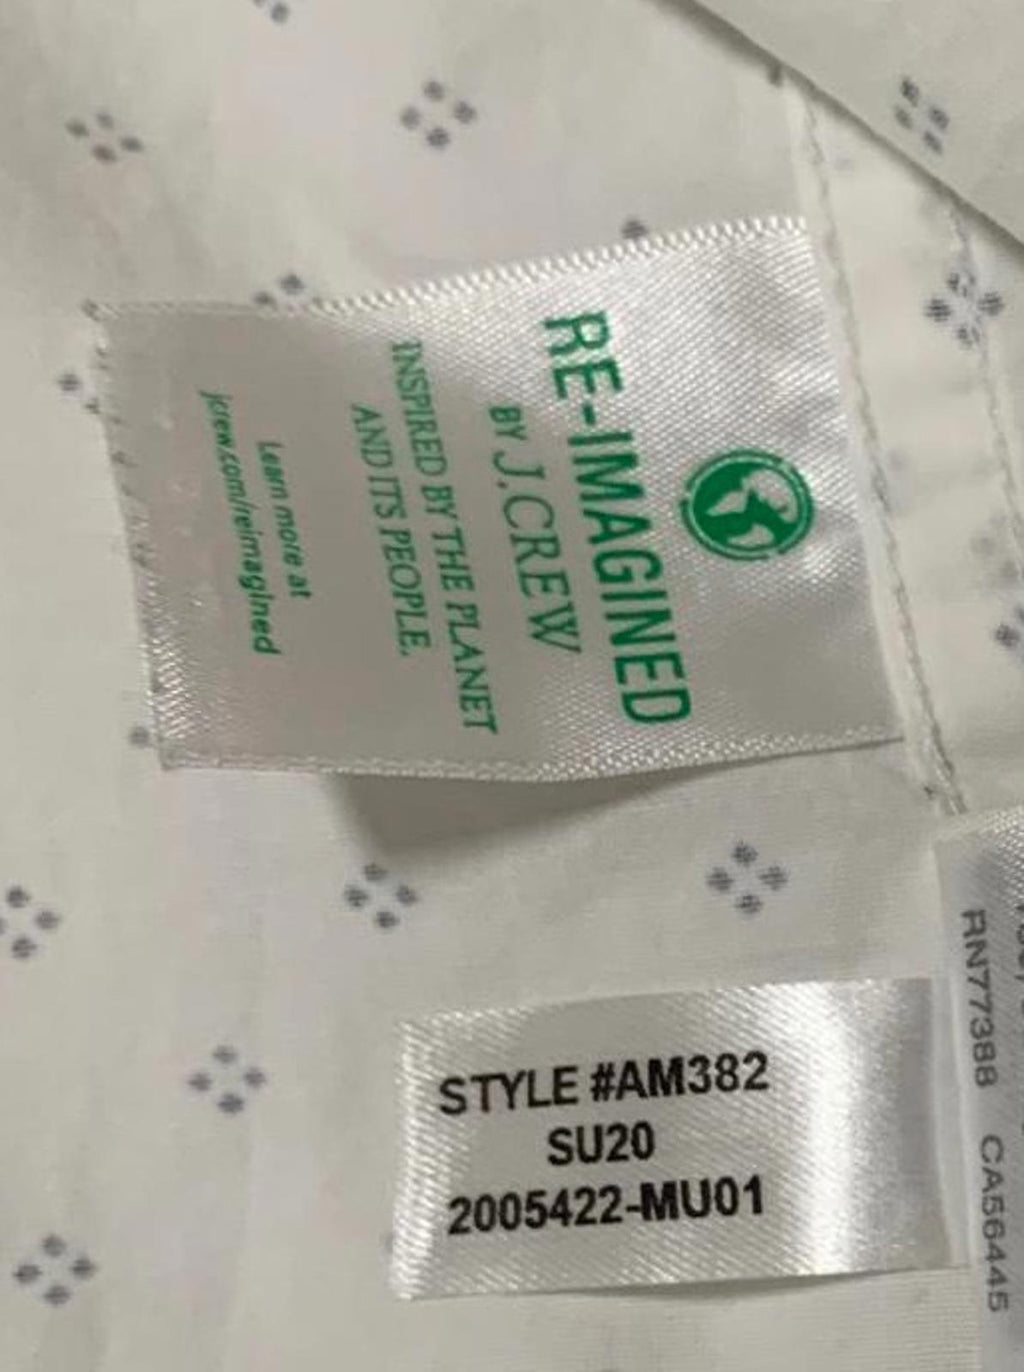 RE-IMAGINED
BY J.CREW
INSPIRED BY THE PLANET
AND ITS PEOPLE.
Learn more at
jcrew.com/reimagined
STYLE #AM382
SU20
2005422-MU01
RN77388 CA56445